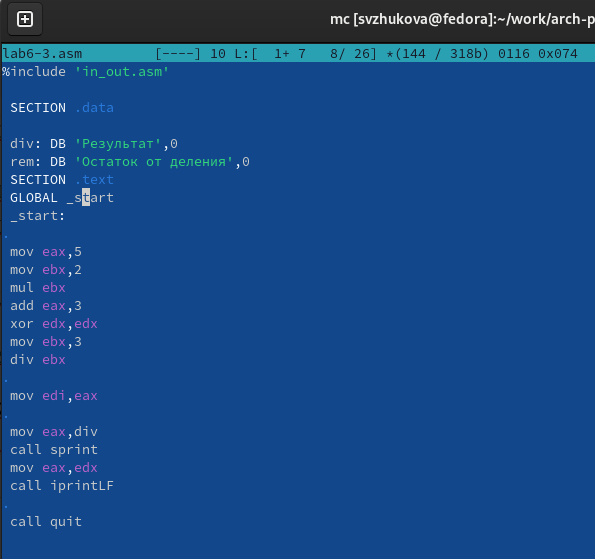 mc [svzhukova@fedora]:~/work/arch-p
lab6-3.asm [----] 10 L:[ 1+ 7 8/ 26] *(144 / 318b) 0116 0x074
%include 'in_out.asm'
SECTION .data
div: DB 'Результат',0
rem: DB 'Остаток от деления',0
SECTION .text
GLOBAL _start
_start:
.
mov eax,5
mov ebx,2
mul ebx
add eax,3
xor edx,edx
mov ebx,3
div ebx
.
mov edi,eax
.
mov eax,div
call sprint
mov eax,edx
call iprintLF
.
call quit